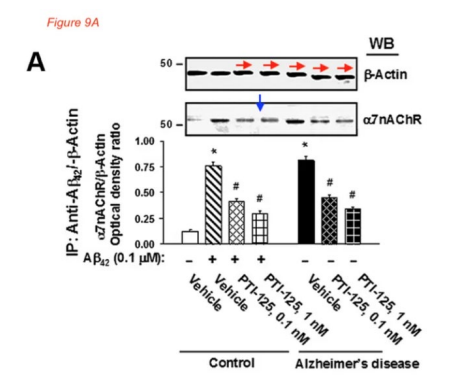 Figure 9A
A
WB
50
β-Actin
50
α7nAChR
IP: Anti-Aβ42/-β-Actin
α7nAChR/β-Actin
Optical density ratio
1.00
0.75
0.50
0.25
0.00
*
#
#
*
#
#
Aβ42 (0.1 μM): – + + + – – –
Vehicle
Vehicle
PTI-125, 0.1 nM
PTI-125, 1 nM
Vehicle
PTI-125, 0.1 nM
PTI-125, 1 nM
Control
Alzheimer's disease